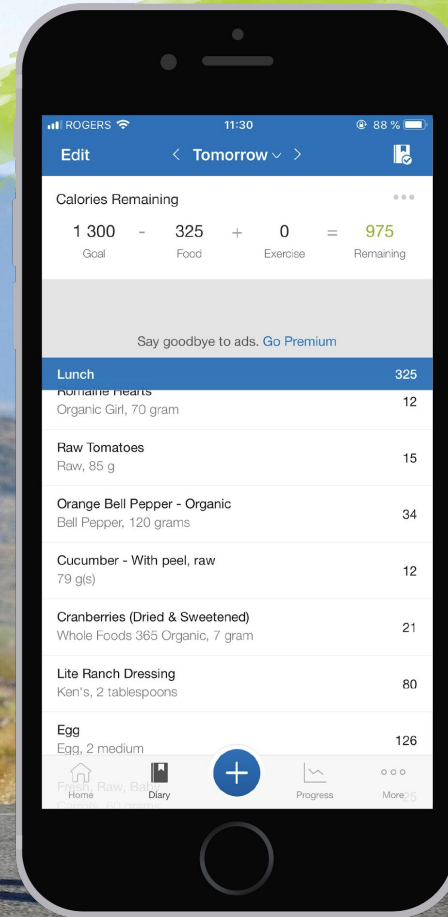 ROGERS 11:30 88 %
Edit < Tomorrow >
Calories Remaining
1 300 - 325 + 0 = 975
Goal Food Exercise Remaining
Say goodbye to ads. Go Premium
Lunch 325
Romaine Hearts
12
Organic Girl, 70 gram
Raw Tomatoes
15
Raw, 85 g
Orange Bell Pepper - Organic
34
Bell Pepper, 120 grams
Cucumber - With peel, raw
12
79 g(s)
Cranberries (Dried & Sweetened)
21
Whole Foods 365 Organic, 7 gram
Lite Ranch Dressing
80
Ken's, 2 tablespoons
Egg
126
Egg, 2 medium
Fresh, Raw, Baby
25
Home Diary + Progress More